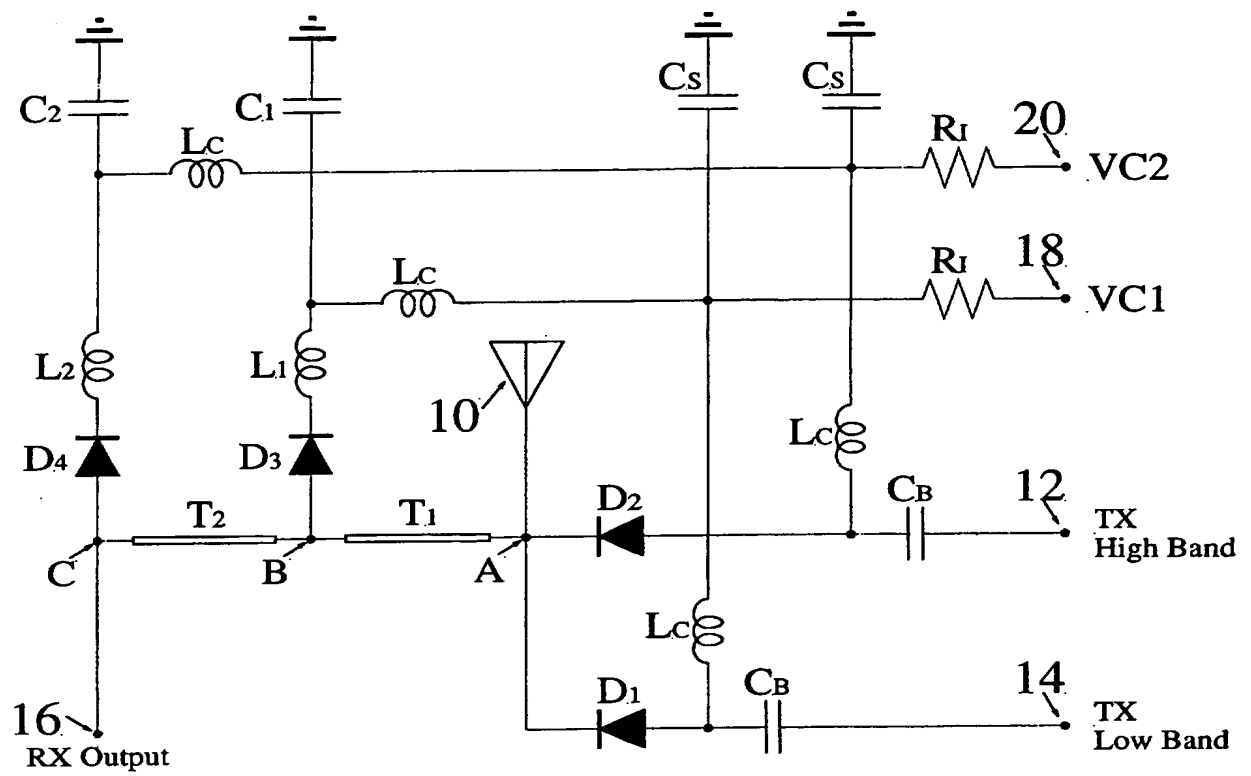 C2
C1
CS
CS
LC
RI
20
VC2
LC
RI
18
VC1
L2
L1
10
LC
D4
D3
D2
CB
12
TX
High Band
T2
T1
C
B
A
LC
D1
CB
14
TX
Low Band
16
RX Output